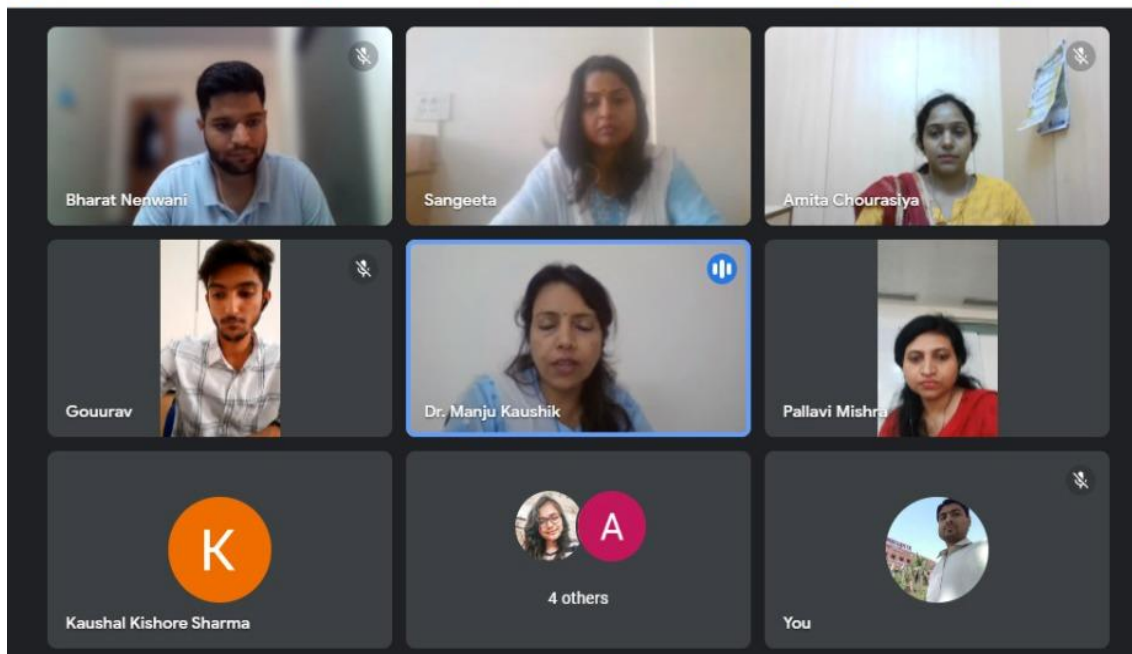 Bharat Nenwani
Sangeeta
Amita Chourasiya
Gouurav
Dr. Manju Kaushik
Pallavi Mishra
K
Kaushal Kishore Sharma
A
4 others
You